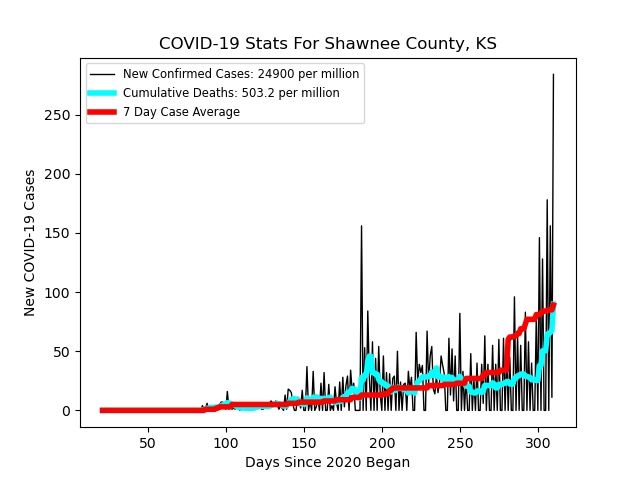 COVID-19 Stats For Shawnee County, KS
New Confirmed Cases: 24900 per million
Cumulative Deaths: 503.2 per million
7 Day Case Average
New COVID-19 Cases
250
200
150
100
50
0
50 100 150 200 250 300
Days Since 2020 Began